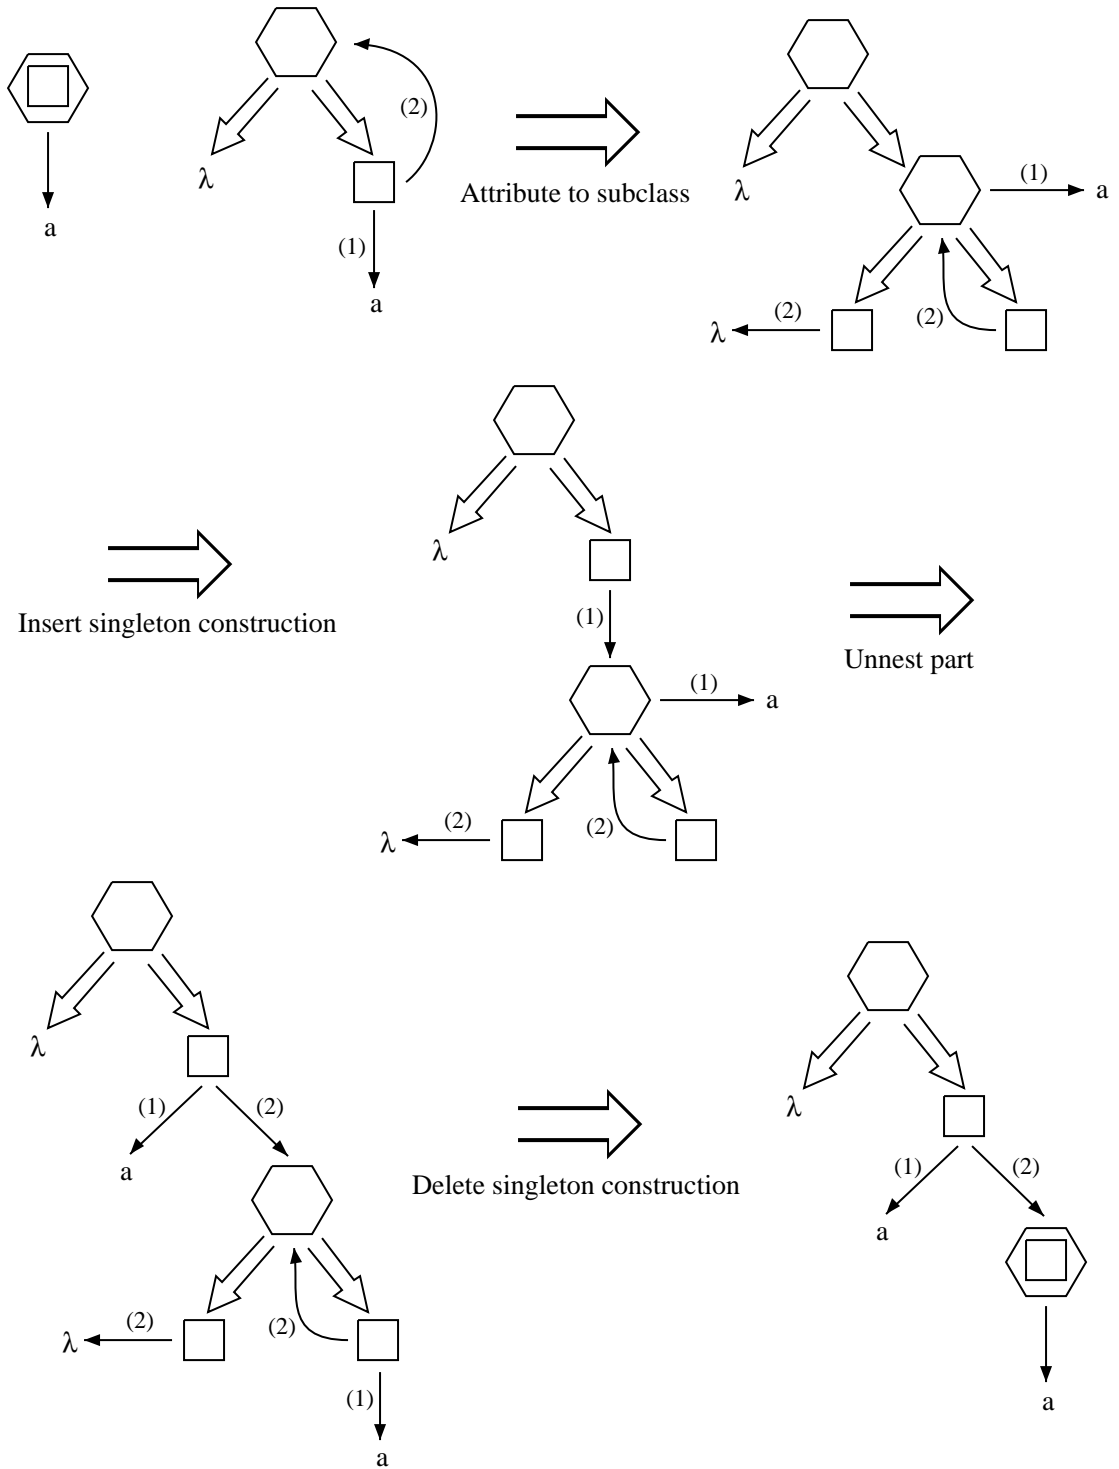 a
λ
(2)
(1)
a
Attribute to subclass
λ
(1)
a
λ
(2)
(2)
Insert singleton construction
λ
(1)
(1)
a
λ
(2)
(2)
Unnest part
λ
(1)
(2)
a
λ
(2)
(2)
(1)
a
Delete singleton construction
λ
(1)
(2)
a
a